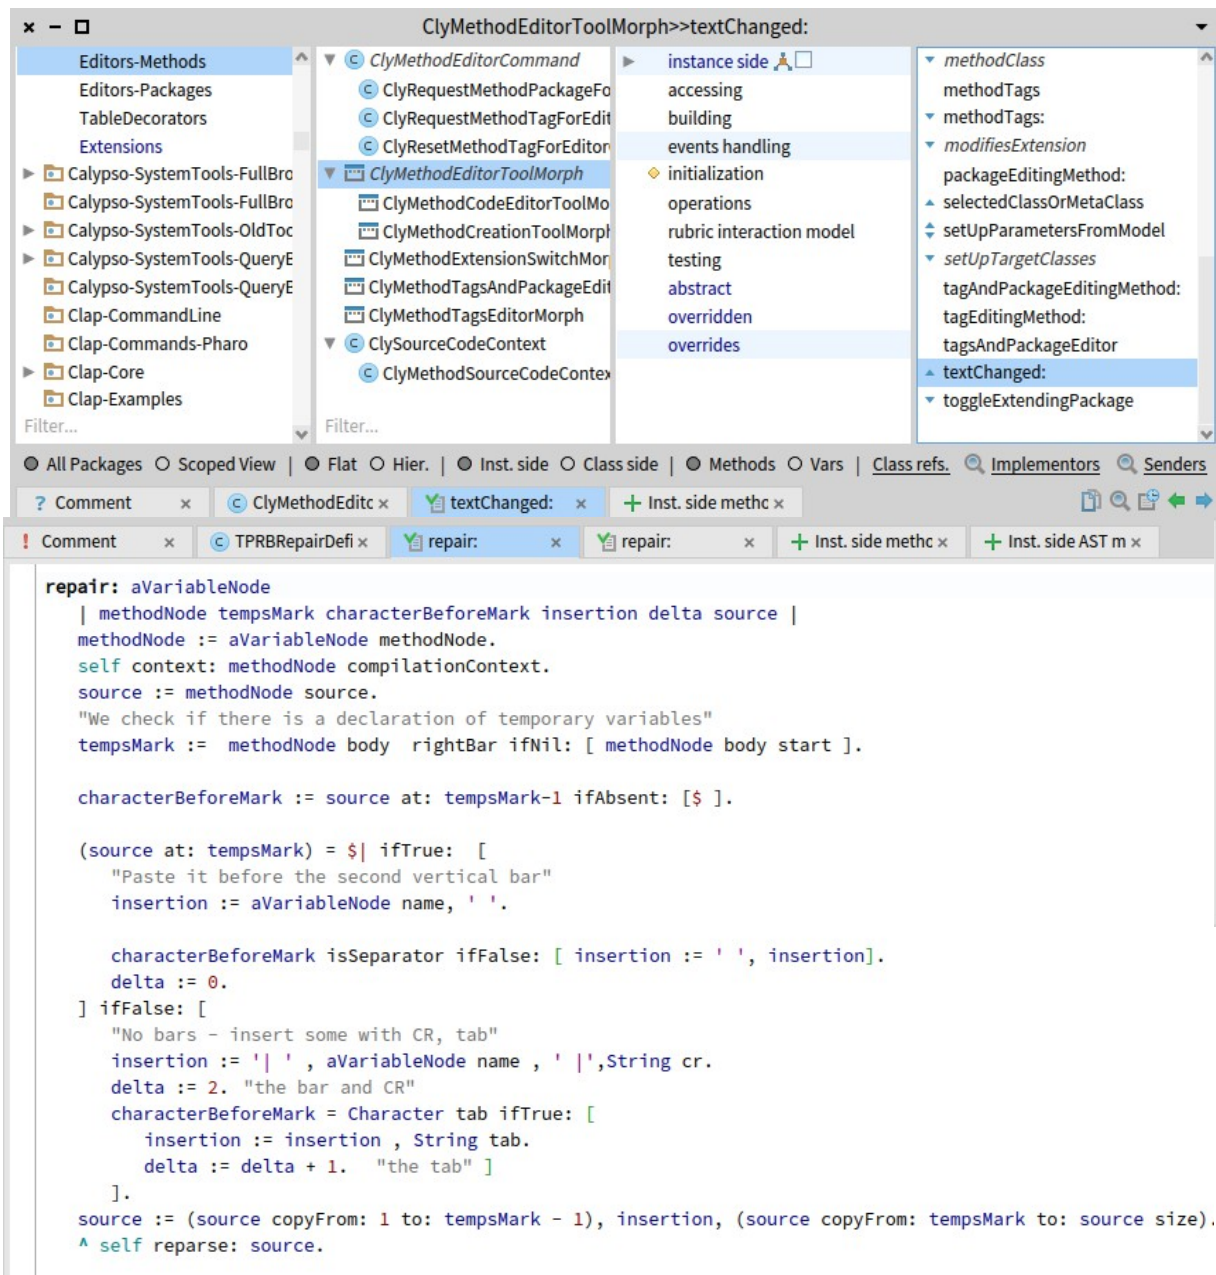 ClyMethodEditorToolMorph>>textChanged:
Editors-Methods
Editors-Packages
TableDecorators
Extensions
Calypso-SystemTools-FullBro
Calypso-SystemTools-FullBro
Calypso-SystemTools-OldToo
Calypso-SystemTools-QueryE
Calypso-SystemTools-QueryE
Clap-CommandLine
Clap-Commands-Pharo
Clap-Core
Clap-Examples
Filter...
ClyMethodEditorCommand
ClyRequestMethodPackageFo
ClyRequestMethodTagForEdit
ClyResetMethodTagForEditor
ClyMethodEditorToolMorph
ClyMethodCodeEditorToolMo
ClyMethodCreationToolMorph
ClyMethodExtensionSwitchMor
ClyMethodTagsAndPackageEdit
ClyMethodTagsEditorMorph
ClySourceCodeContext
ClyMethodSourceCodeContex
Filter...
instance side
accessing
building
events handling
initialization
operations
rubric interaction model
testing
abstract
overridden
overrides
methodClass
methodTags
methodTags:
modifiesExtension
packageEditingMethod:
selectedClassOrMetaClass
setUpParametersFromModel
setUpTargetClasses
tagAndPackageEditingMethod:
tagEditingMethod:
tagsAndPackageEditor
textChanged:
toggleExtendingPackage
All Packages Scoped View | Flat Hier. | Inst. side Class side | Methods Vars | Class refs. Implementors Senders
? Comment × ClyMethodEditc × textChanged: × Inst. side methc ×
! Comment × TPRBRepairDefi × repair: × repair: × Inst. side methc × Inst. side AST m ×
repair: aVariableNode
| methodNode tempsMark characterBeforeMark insertion delta source |
methodNode := aVariableNode methodNode.
self context: methodNode compilationContext.
source := methodNode source.
"We check if there is a declaration of temporary variables"
tempsMark :=  methodNode body  rightBar ifNil: [ methodNode body start ].
characterBeforeMark := source at: tempsMark-1 ifAbsent: [$ ].
(source at: tempsMark) = $| ifTrue:  [
"Paste it before the second vertical bar"
insertion := aVariableNode name, ' '.
characterBeforeMark isSeparator ifFalse: [ insertion := ' ', insertion].
delta := 0.
] ifFalse: [
"No bars - insert some with CR, tab"
insertion := '| ' , aVariableNode name , ' |',String cr.
delta := 2. "the bar and CR"
characterBeforeMark = Character tab ifTrue: [
insertion := insertion , String tab.
delta := delta + 1.  "the tab" ]
].
source := (source copyFrom: 1 to: tempsMark - 1), insertion, (source copyFrom: tempsMark to: source size).
^ self reparse: source.